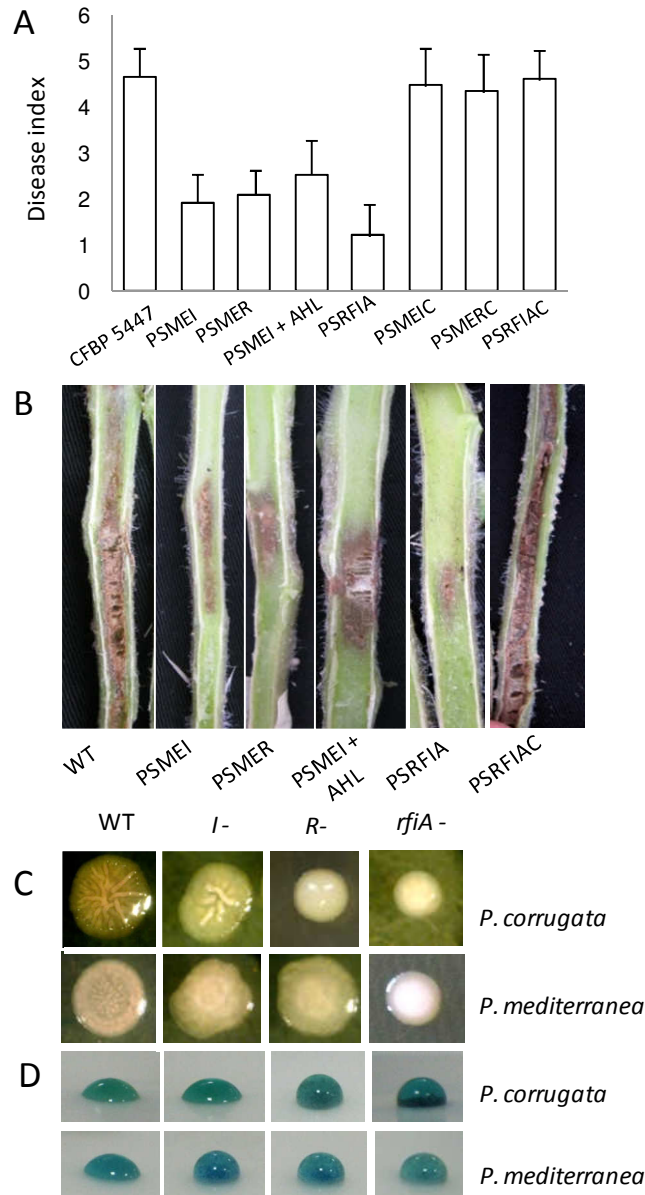 A
Disease index
6
5
4
3
2
1
0
CFBP 5447
PSMEI
PSMER
PSMEI + AHL
PSRFIA
PSMEIC
PSMERC
PSRFIAC
B
WT
PSMEI
PSMER
PSMEI +
AHL
PSRFIA
PSRFIAC
WT
I -
R-
rfiA -
C
P. corrugata
P. mediterranea
D
P. corrugata
P. mediterranea